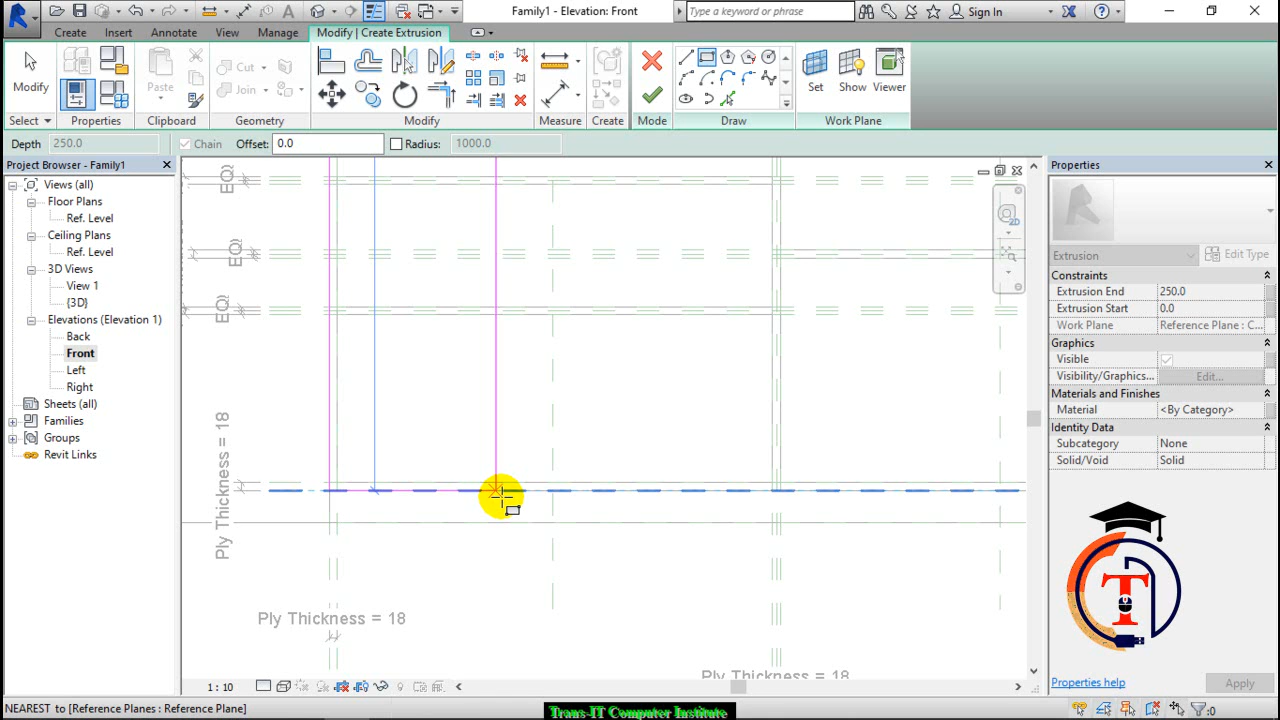 Family1 - Elevation: Front
Type a keyword or phrase
Sign In
Create
Insert
Annotate
View
Manage
Modify | Create Extrusion
Modify
Paste
Cut
Join
Set
Show
Viewer
Select
Properties
Clipboard
Geometry
Modify
Measure
Create
Mode
Draw
Work Plane
Depth 250.0
Chain
Offset: 0.0
Radius: 1000.0
Project Browser - Family1
Views (all)
Floor Plans
Ref. Level
Ceiling Plans
Ref. Level
3D Views
View 1
{3D}
Elevations (Elevation 1)
Back
Front
Left
Right
Sheets (all)
Families
Groups
Revit Links
EQ
EQ
EQ
Ply Thickness = 18
Ply Thickness = 18
Ply Thickness = 18
2D
Properties
Extrusion
Edit Type
Constraints
Extrusion End 250.0
Extrusion Start 0.0
Work Plane Reference Plane : C...
Graphics
Visible
Visibility/Graphics... Edit...
Materials and Finishes
Material <By Category>
Identity Data
Subcategory None
Solid/Void Solid
T
Properties help
Apply
1 : 10
NEAREST to [Reference Planes : Reference Plane]
Trans-IT Computer Institute
:0